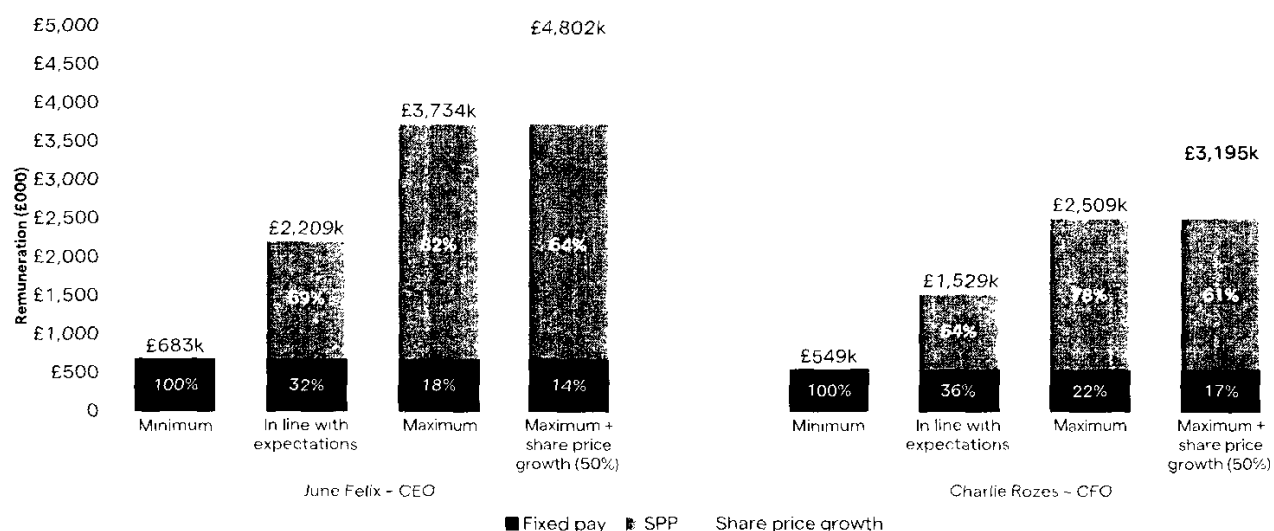 £5,000
£4,500
£4,000
£3,500
£3,000
£2,500
£2,000
£1,500
£1,000
£500
0
Remuneration (£000)
£683k
100%
Minimum
£2,209k
69%
32%
In line with
expectations
£3,734k
82%
18%
Maximum
£4,802k
64%
14%
Maximum +
share price
growth (50%)
June Felix – CEO
£549k
100%
Minimum
£1,529k
64%
36%
In line with
expectations
£2,509k
78%
22%
Maximum
£3,195k
61%
17%
Maximum +
share price
growth (50%)
Charlie Rozes – CFO
Fixed pay SPP Share price growth